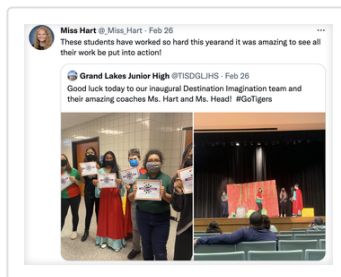 Miss Hart @_Miss_Hart · Feb 26
These students have worked so hard this yearand it was amazing to see all
their work be put into action!
Grand Lakes Junior High @TISDGLJHS · Feb 26
Good luck today to our inaugural Destination Imagination team and
their amazing coaches Ms. Hart and Ms. Head! #GoTigers